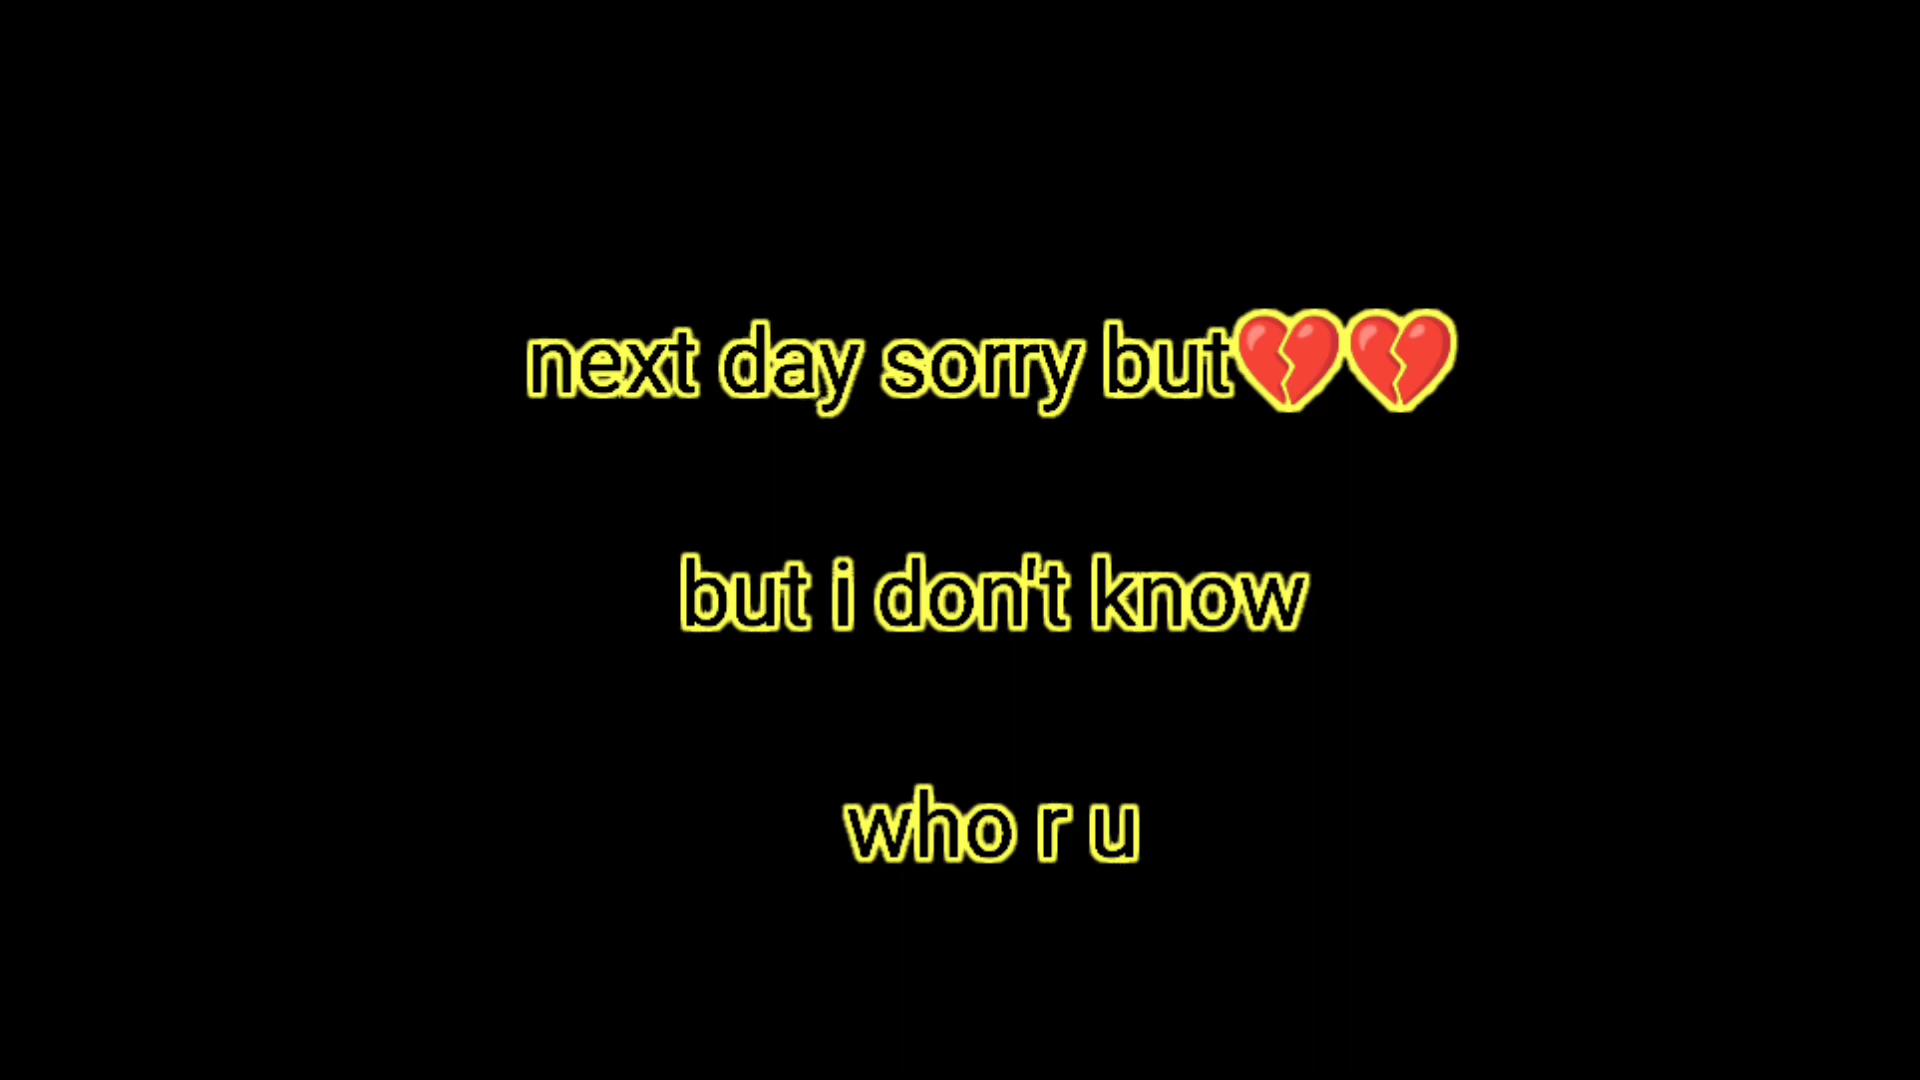 next day sorry but💔💔
but i don't know
who r u